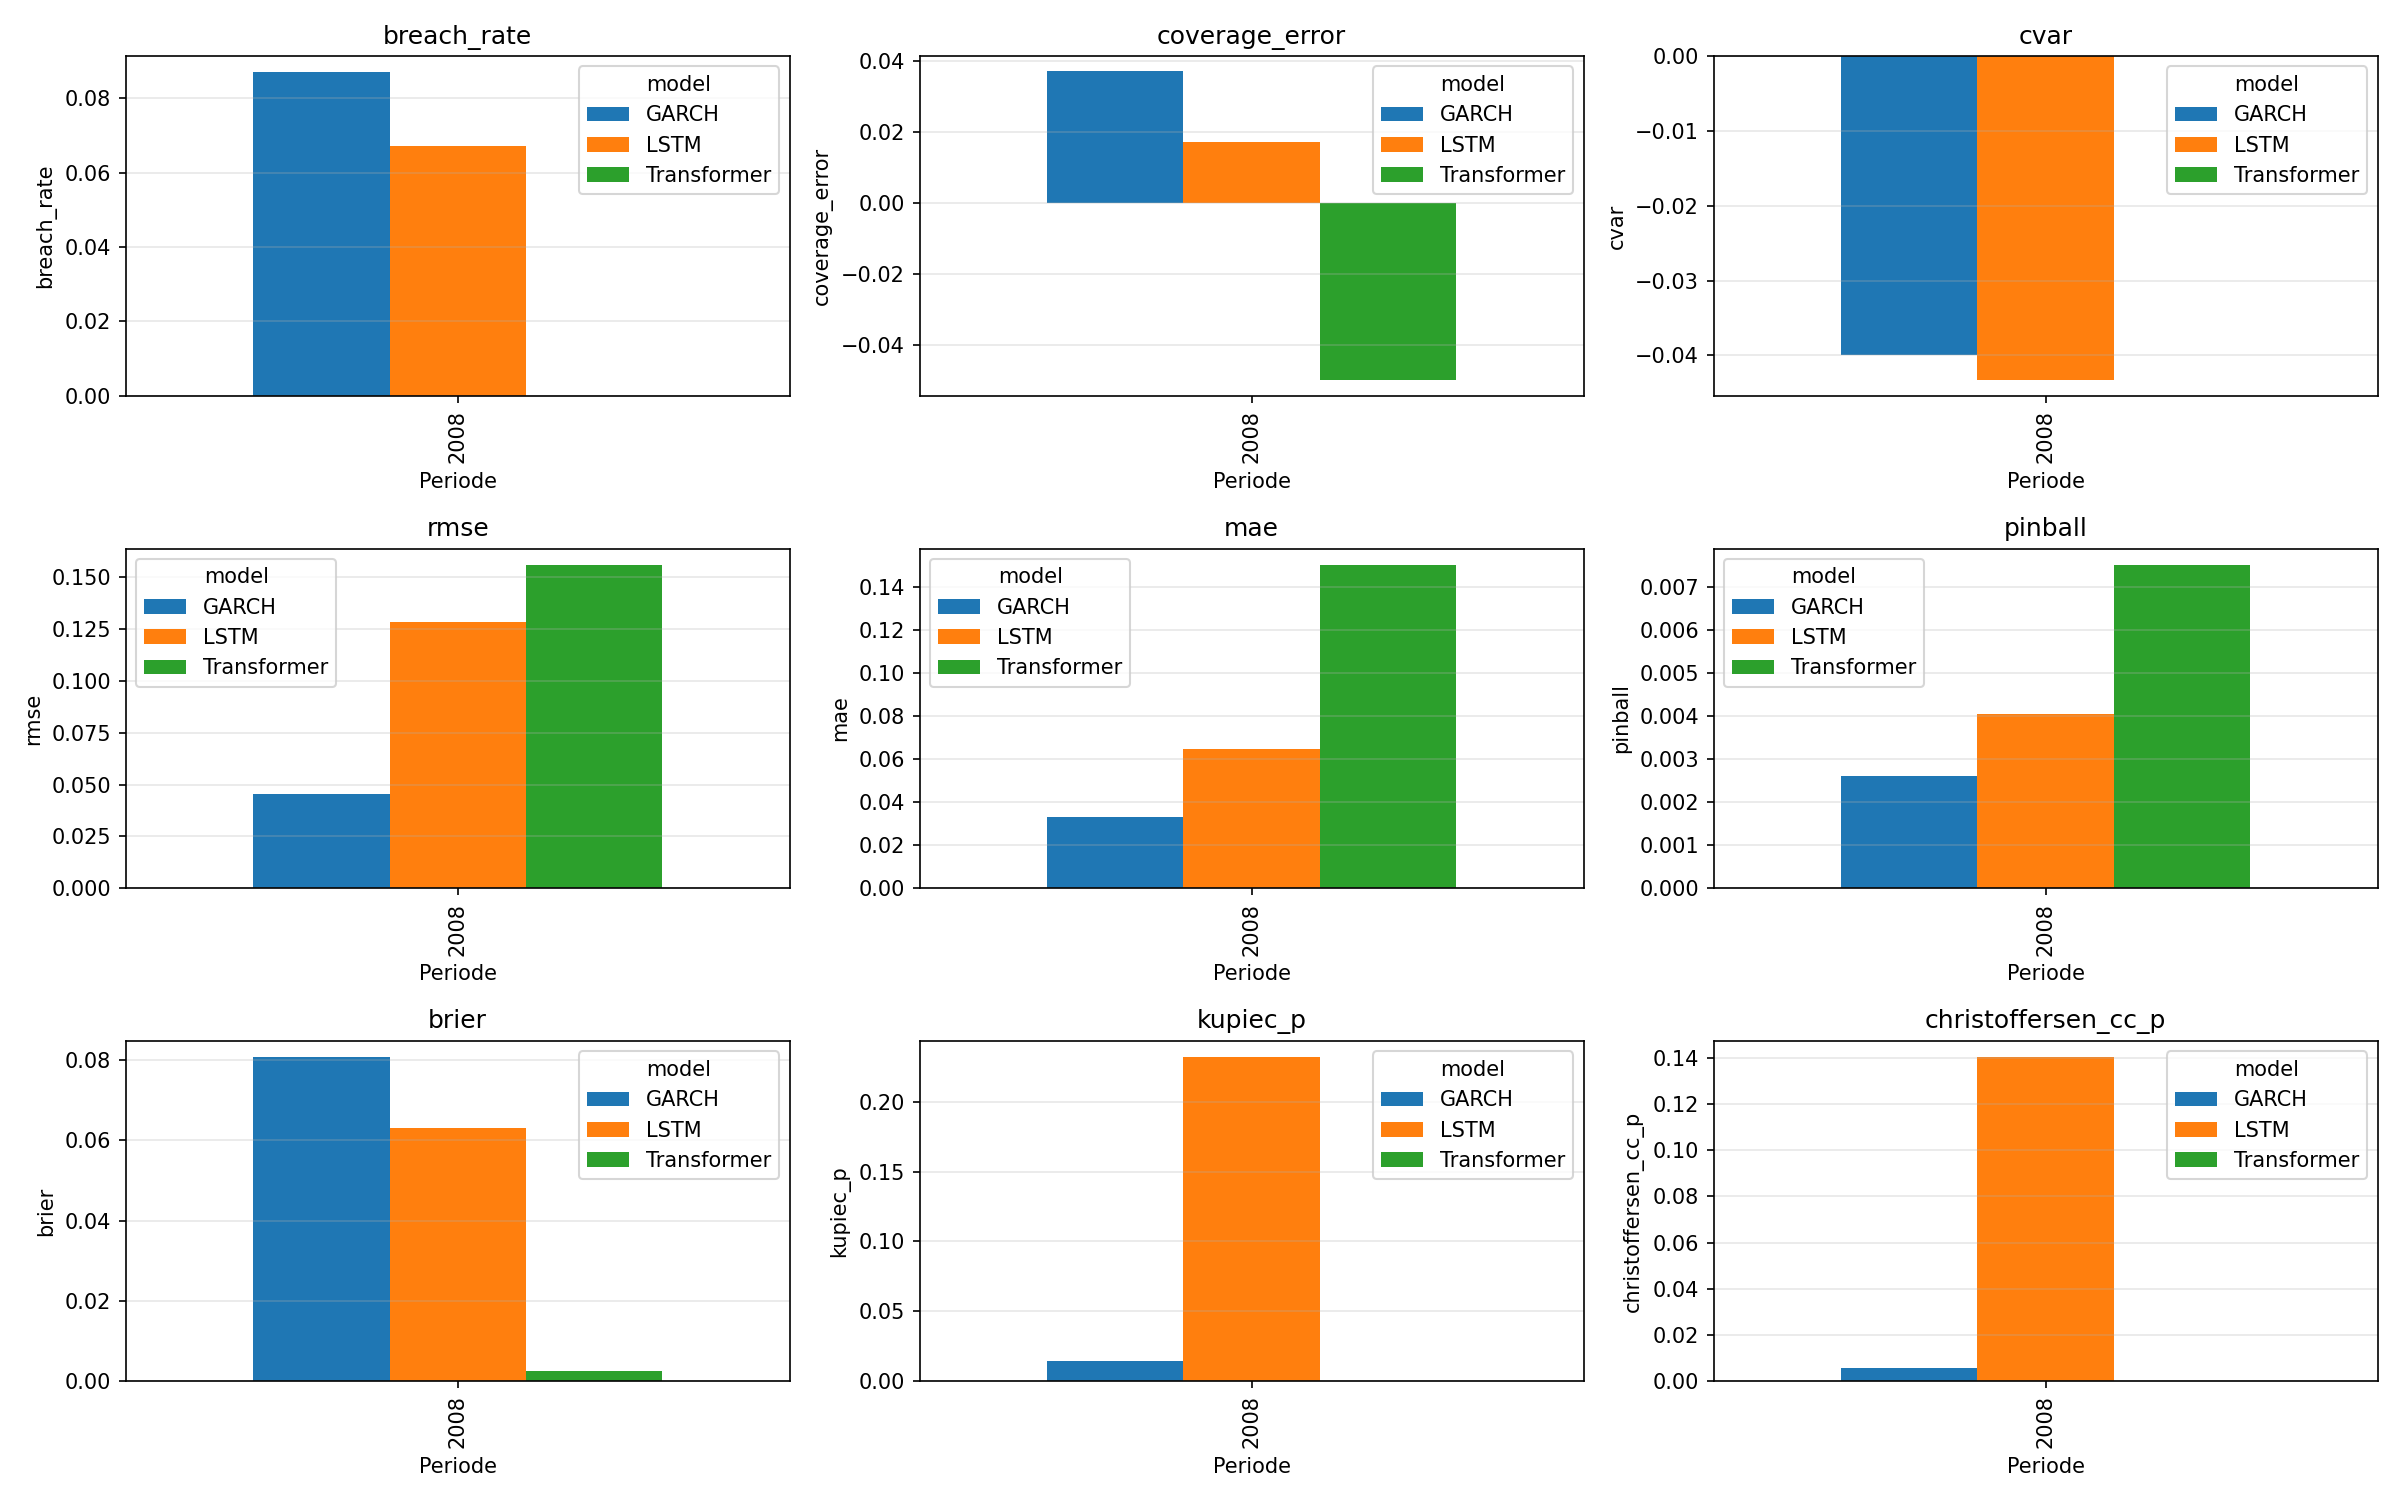 breach_rate
breach_rate
0.08
0.06
0.04
0.02
0.00
model
GARCH
LSTM
Transformer
2008
Periode
coverage_error
coverage_error
0.04
0.02
0.00
−0.02
−0.04
model
GARCH
LSTM
Transformer
2008
Periode
cvar
cvar
0.00
−0.01
−0.02
−0.03
−0.04
model
GARCH
LSTM
Transformer
2008
Periode
rmse
rmse
0.150
0.125
0.100
0.075
0.050
0.025
0.000
model
GARCH
LSTM
Transformer
2008
Periode
mae
mae
0.14
0.12
0.10
0.08
0.06
0.04
0.02
0.00
model
GARCH
LSTM
Transformer
2008
Periode
pinball
pinball
0.007
0.006
0.005
0.004
0.003
0.002
0.001
0.000
model
GARCH
LSTM
Transformer
2008
Periode
brier
brier
0.08
0.06
0.04
0.02
0.00
model
GARCH
LSTM
Transformer
2008
Periode
kupiec_p
kupiec_p
0.20
0.15
0.10
0.05
0.00
model
GARCH
LSTM
Transformer
2008
Periode
christoffersen_cc_p
christoffersen_cc_p
0.14
0.12
0.10
0.08
0.06
0.04
0.02
0.00
model
GARCH
LSTM
Transformer
2008
Periode